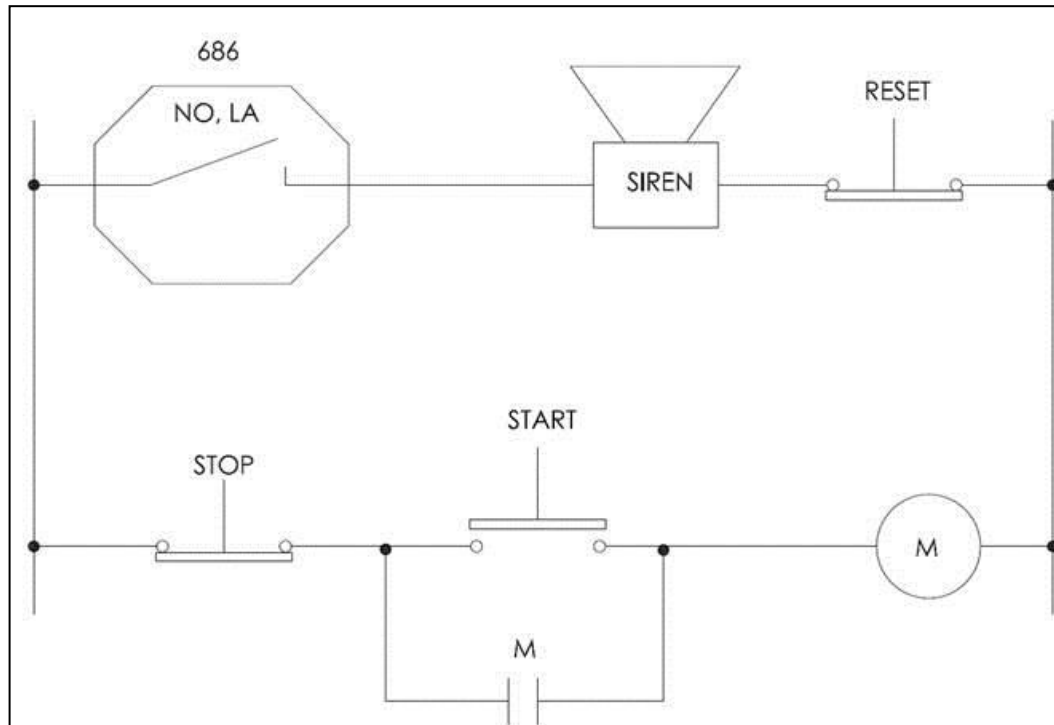 686
NO, LA
RESET
SIREN
START
STOP
M
M